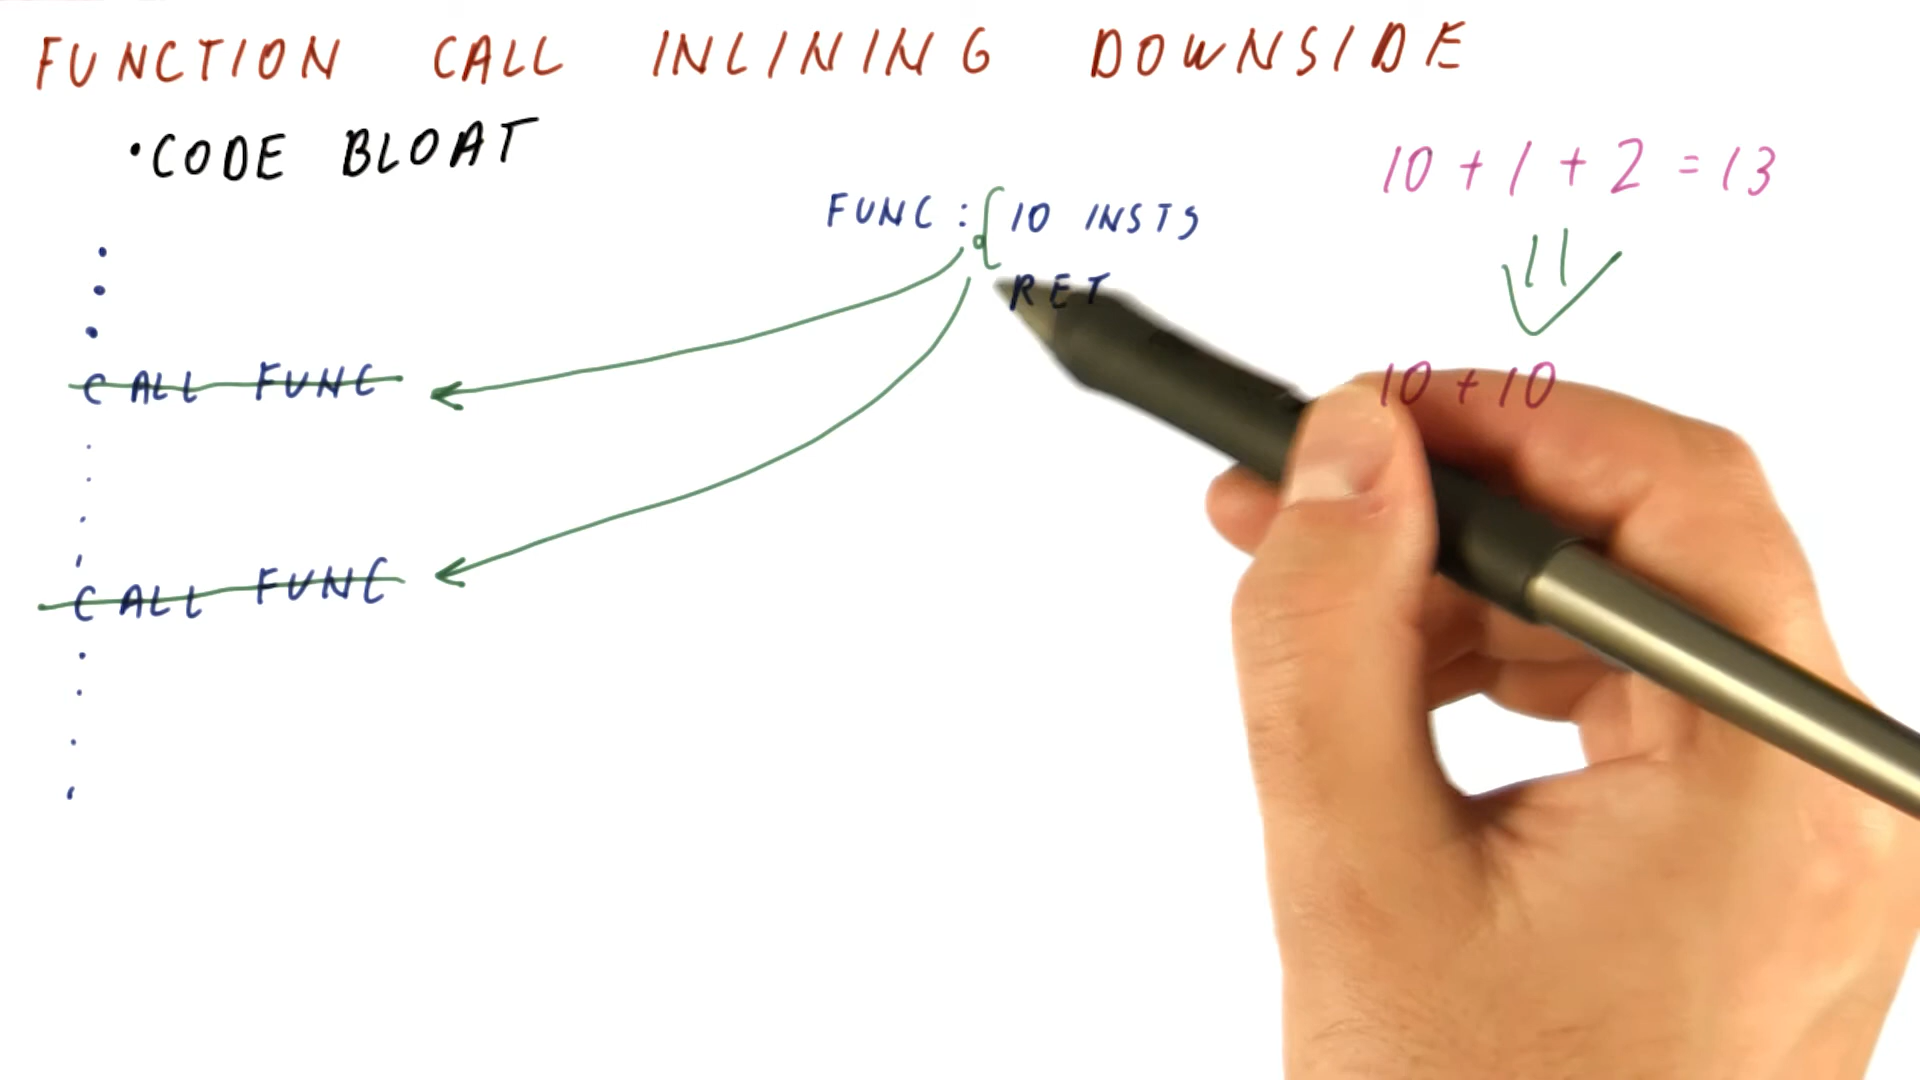 FUNCTION CALL INLINING DOWNSIDE
•CODE BLOAT
10 + 1 + 2 = 13
FUNC : 10 INSTS
RET
CALL FUNC
10 + 10
CALL FUNC